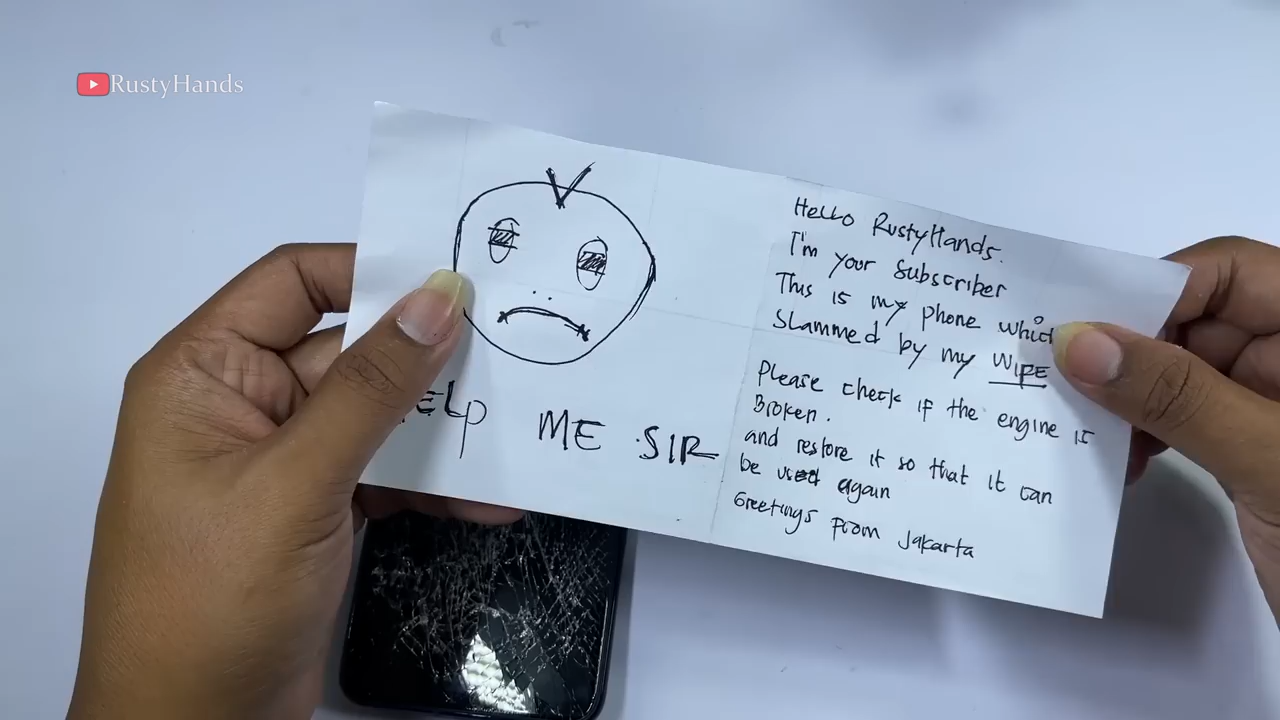 RustyHands
ELP ME SIR
Hello RustyHands.
I'm your Subscriber
This is my phone which
Slammed by my WIFE
Please check if the engine is
Broken.
and restore it so that it can
be used again
Greetings From Jakarta